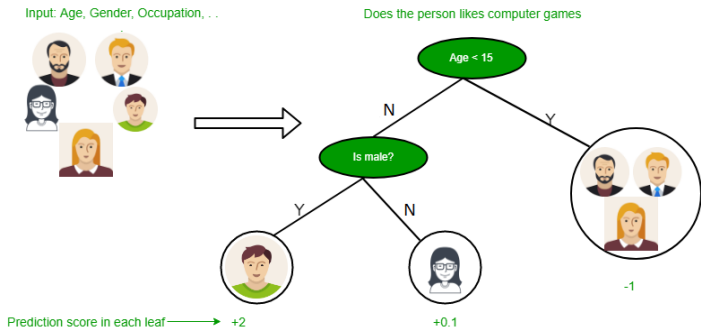 Input: Age, Gender, Occupation, . .
.
Does the person likes computer games
Age < 15
N
Y
Is male?
Y
N
-1
Prediction score in each leaf
+2
+0.1